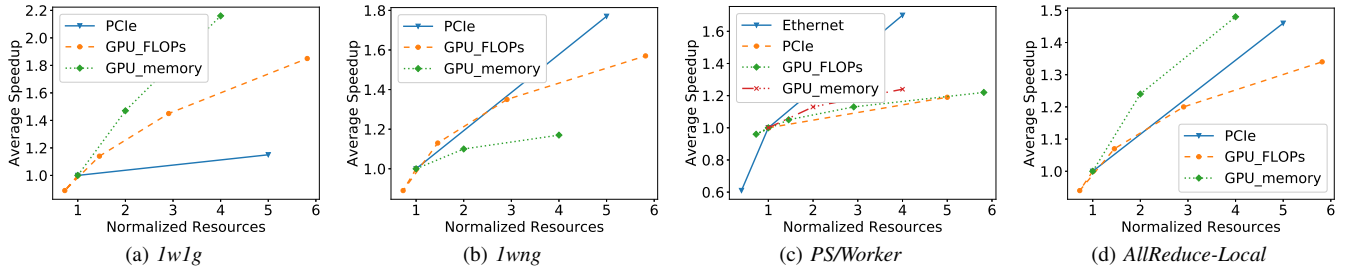 Average Speedup
2.2
2.0
1.8
1.6
1.4
1.2
1.0
PCIe
GPU_FLOPs
GPU_memory
1 2 3 4 5 6
Normalized Resources
(a) 1w1g
Average Speedup
1.8
1.6
1.4
1.2
1.0
PCIe
GPU_FLOPs
GPU_memory
1 2 3 4 5 6
Normalized Resources
(b) 1wng
Average Speedup
1.6
1.4
1.2
1.0
0.8
0.6
Ethernet
PCIe
GPU_FLOPs
GPU_memory
1 2 3 4 5 6
Normalized Resources
(c) PS/Worker
Average Speedup
1.5
1.4
1.3
1.2
1.1
1.0
PCIe
GPU_FLOPs
GPU_memory
1 2 3 4 5 6
Normalized Resources
(d) AllReduce-Local